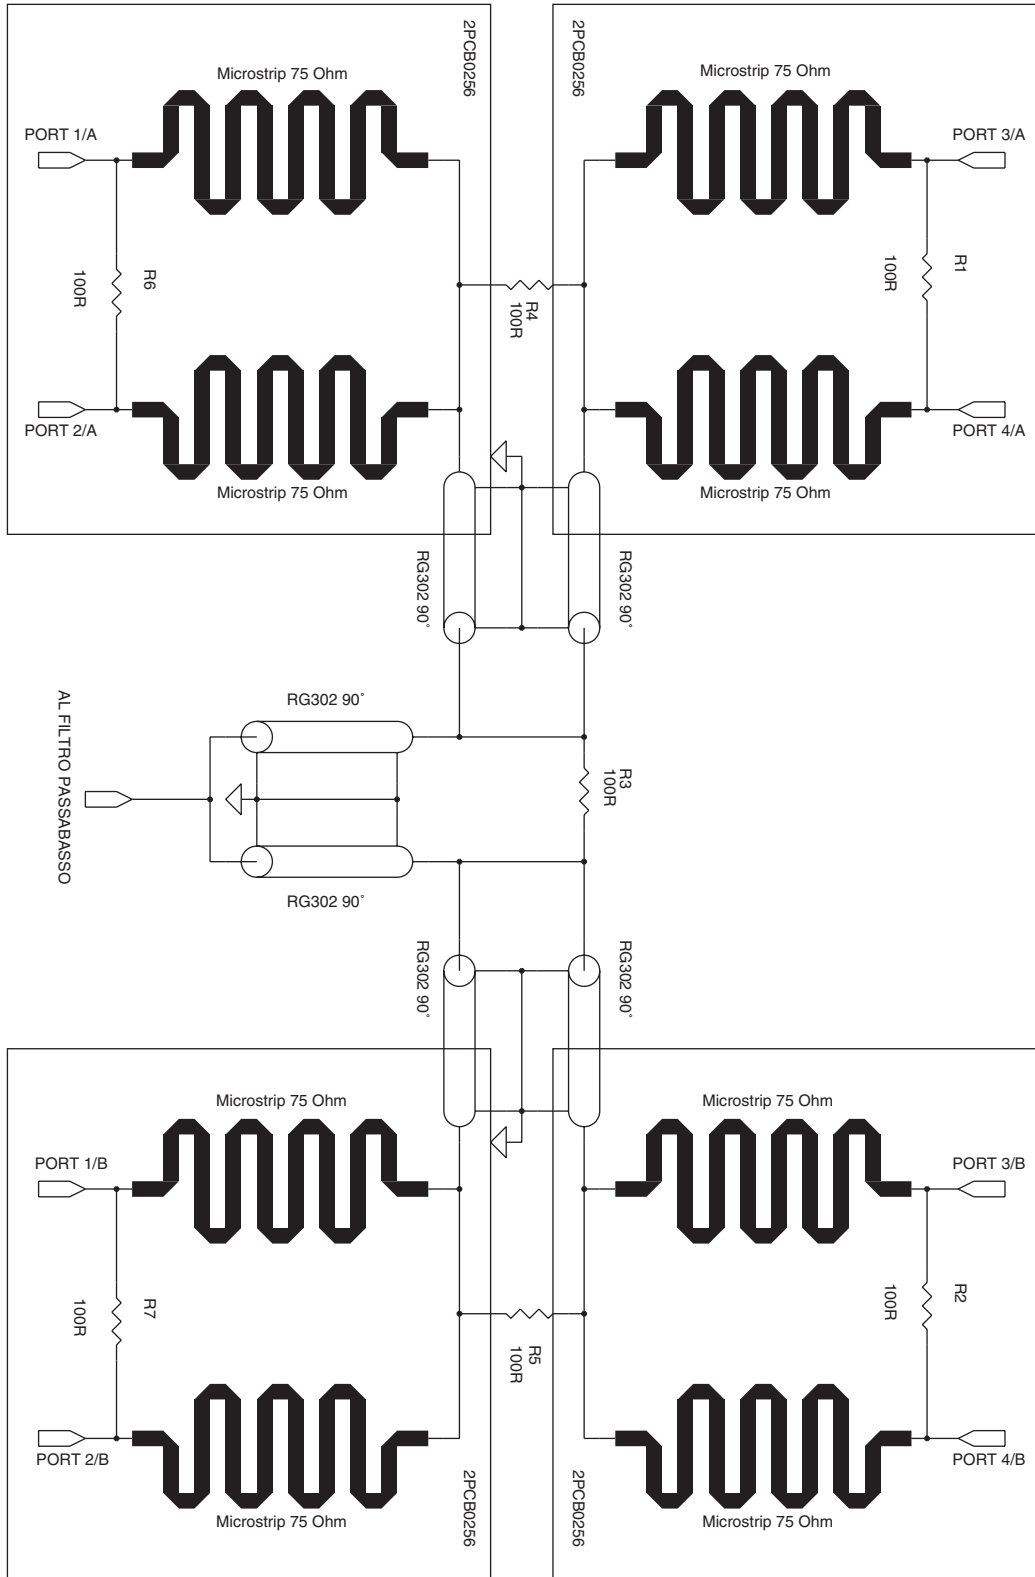 2PCB0256
2PCB0256
Microstrip 75 Ohm
Microstrip 75 Ohm
PORT 1/A
PORT 3/A
R6
100R
R4
100R
R1
100R
PORT 2/A
PORT 4/A
Microstrip 75 Ohm
Microstrip 75 Ohm
RG302 90°
RG302 90°
RG302 90°
AL FILTRO PASSABASSO
R3
100R
RG302 90°
RG302 90°
RG302 90°
Microstrip 75 Ohm
Microstrip 75 Ohm
PORT 1/B
PORT 3/B
R7
100R
R5
100R
R2
100R
PORT 2/B
PORT 4/B
2PCB0256
2PCB0256
Microstrip 75 Ohm
Microstrip 75 Ohm